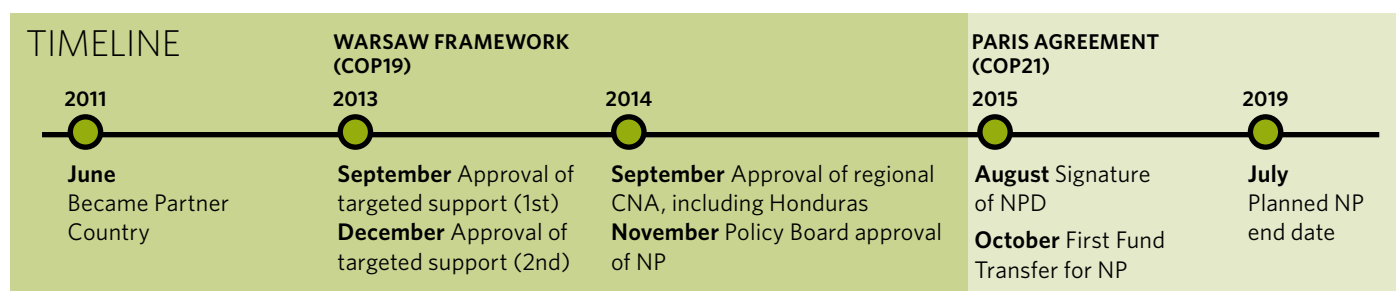 TIMELINE
WARSAW FRAMEWORK
(COP19)
PARIS AGREEMENT
(COP21)
2011
2013
2014
2015
2019
June
Became Partner
Country
September Approval of
targeted support (1st)
December Approval of
targeted support (2nd)
September Approval of regional
CNA, including Honduras
November Policy Board approval
of NP
August Signature
of NPD
October First Fund
Transfer for NP
July
Planned NP
end date